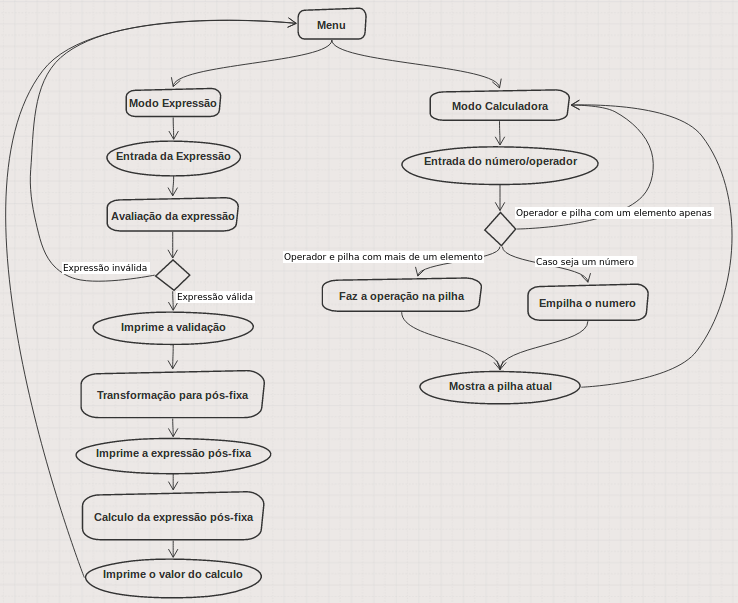 Menu
Modo Expressão
Entrada da Expressão
Avaliação da expressão
Expressão inválida
Expressão válida
Imprime a validação
Transformação para pós-fixa
Imprime a expressão pós-fixa
Calculo da expressão pós-fixa
Imprime o valor do calculo
Modo Calculadora
Entrada do número/operador
Operador e pilha com um elemento apenas
Operador e pilha com mais de um elemento
Caso seja um número
Faz a operação na pilha
Empilha o numero
Mostra a pilha atual